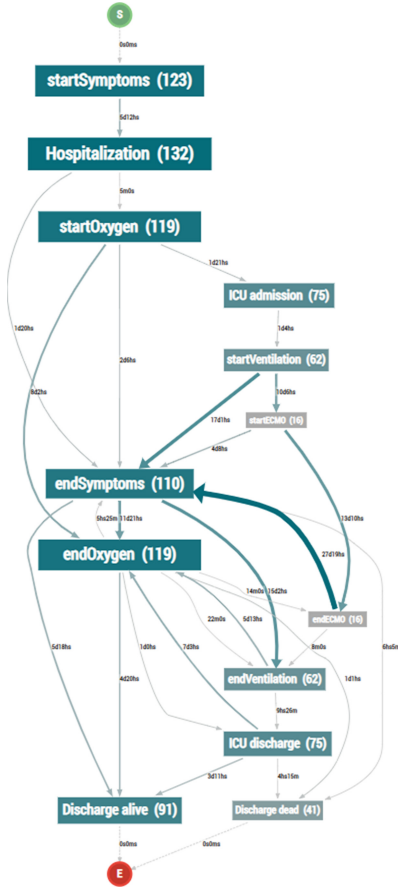 S
0s0ms
startSymptoms (123)
5d12hs
Hospitalization (132)
5m0s
startOxygen (119)
1d21hs
ICU admission (75)
1d20hs
1d4hs
2d6hs
startVentilation (62)
8d2hs
10d6hs
17d1hs
startECMO (16)
4d8hs
endSymptoms (110)
5hs25m
11d21hs
13d10hs
endOxygen (119)
27d19hs
14m0s
15d2hs
22m0s
5d13hs
endECMO (16)
5d18hs
1d0hs
7d3hs
8m0s
6hs5m
4d20hs
endVentilation (62)
1d1hs
9hs26m
ICU discharge (75)
3d11hs
4hs15m
Discharge alive (91)
Discharge dead (41)
0s0ms
0s0ms
E